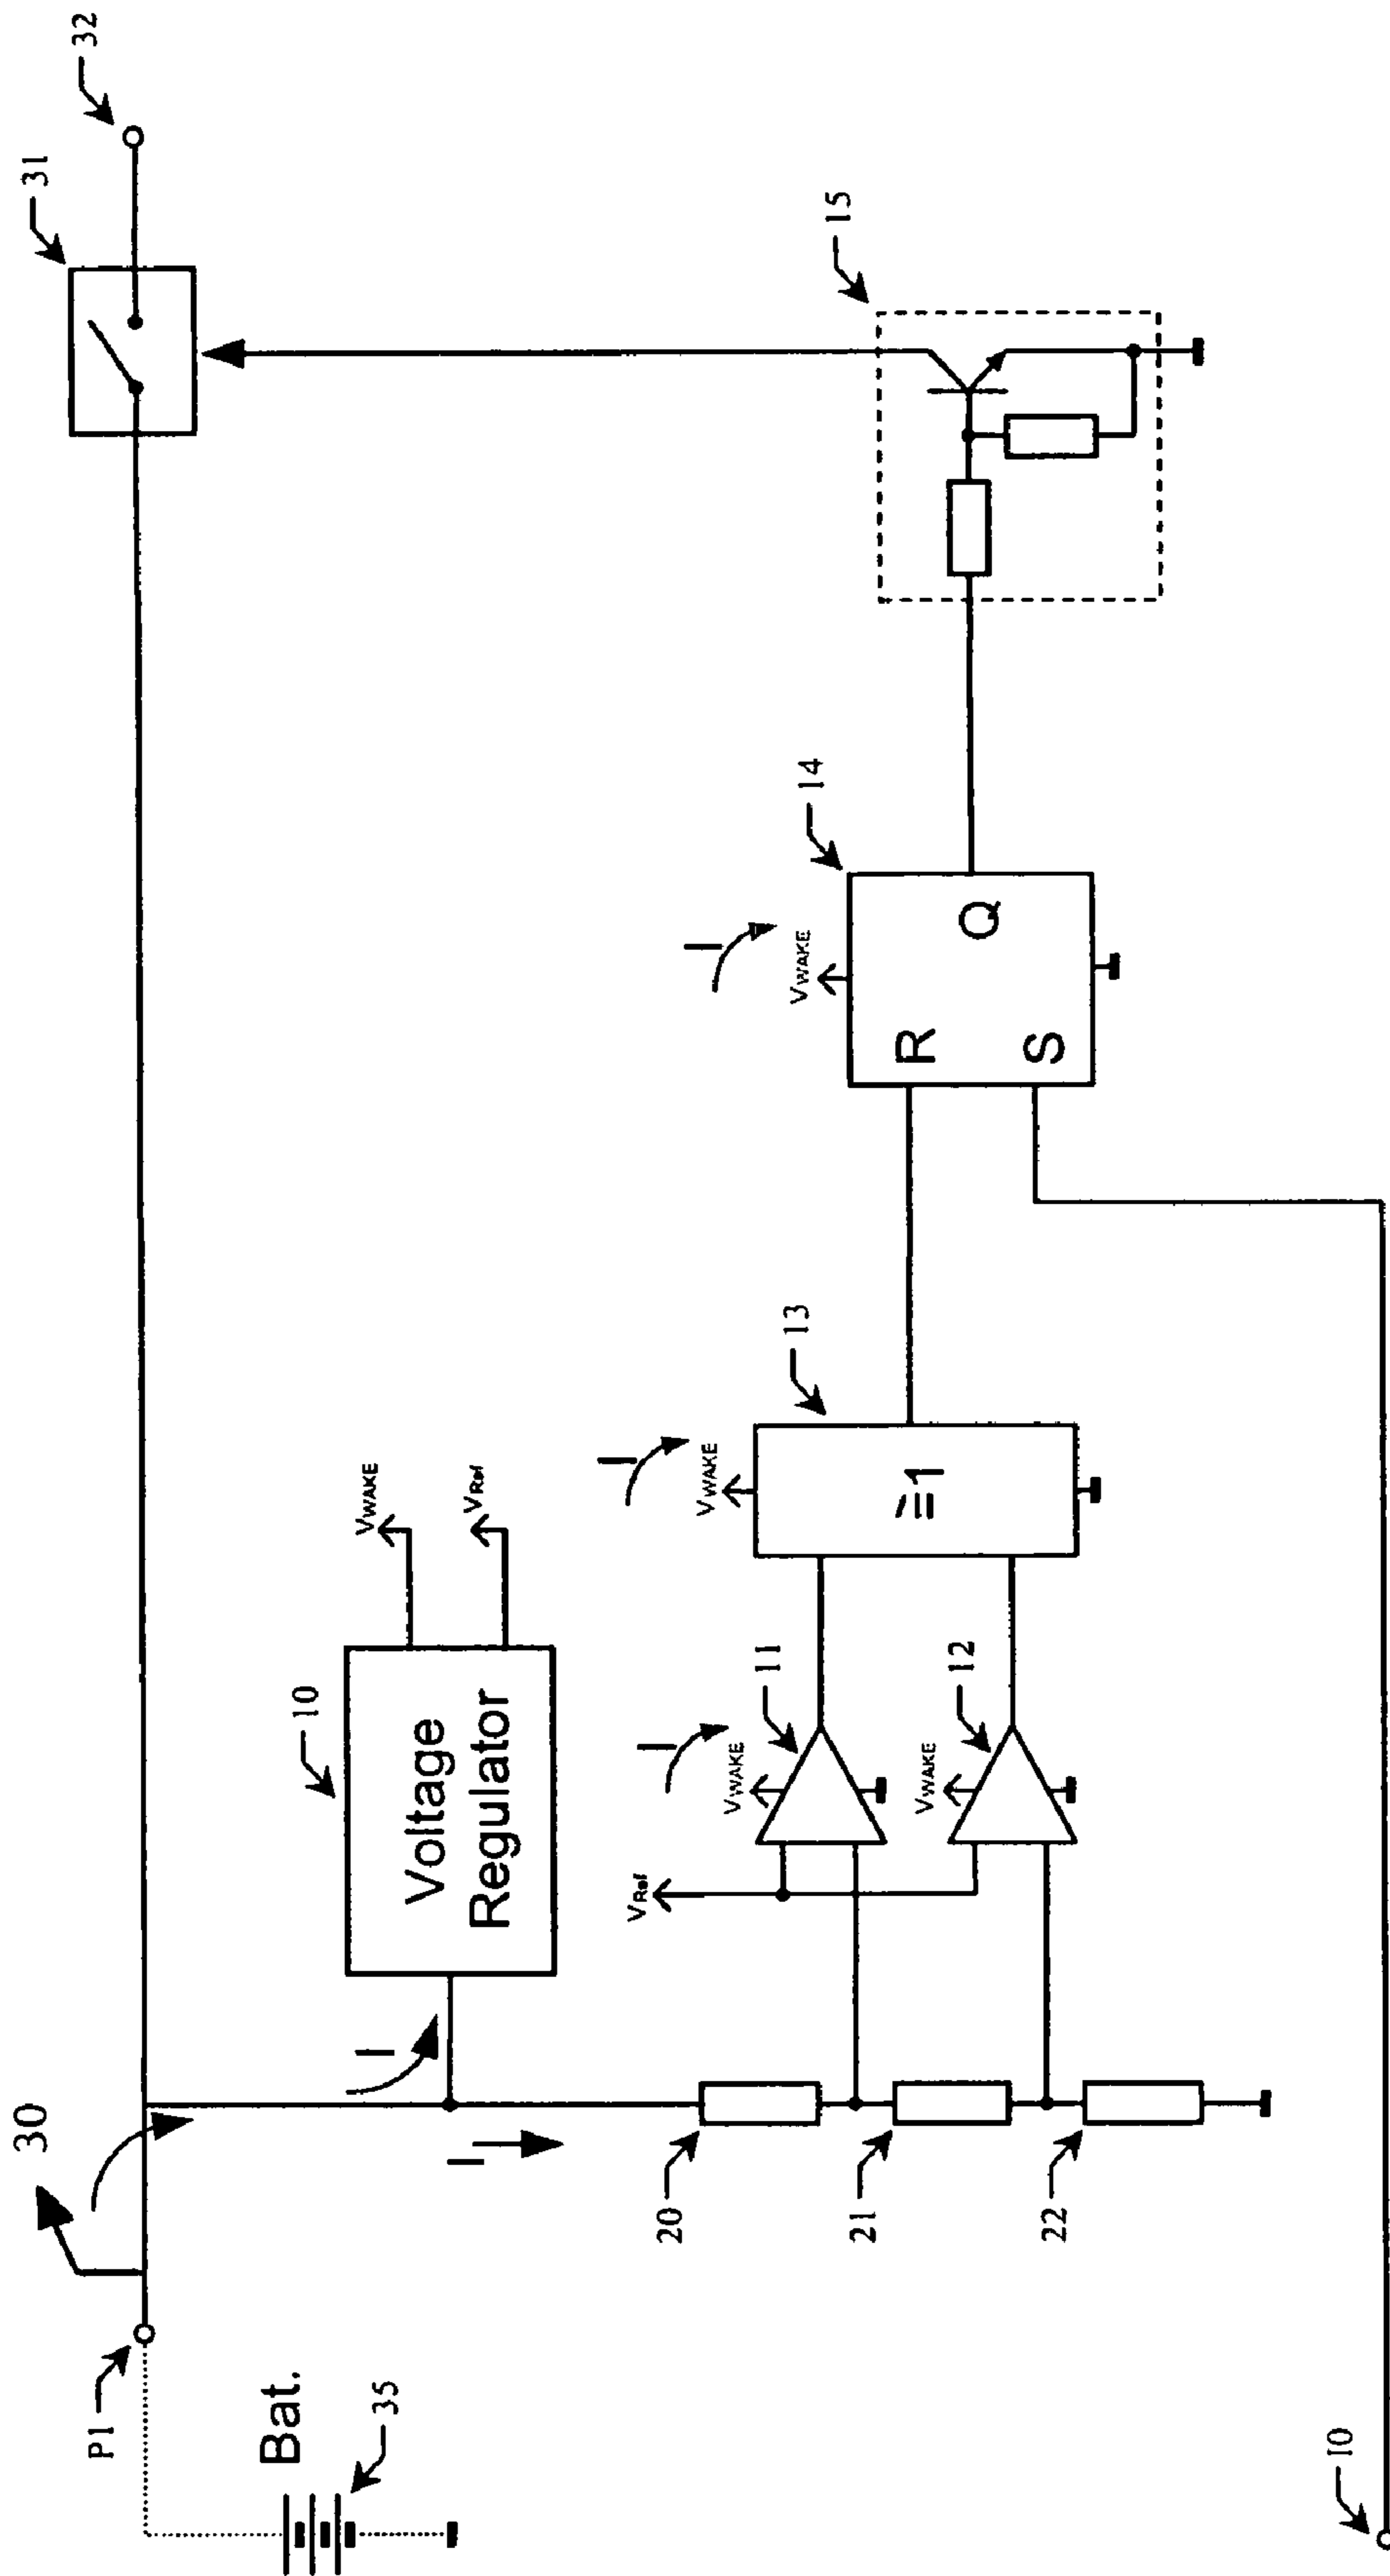 P1
30
31
32
Bat.
35
10
Voltage
Regulator
VWAKE
VRef
I
I
20
21
22
VRef
VWAKE
I
11
VWAKE
12
VWAKE
I
13
≥1
VWAKE
I
14
R
S
Q
15